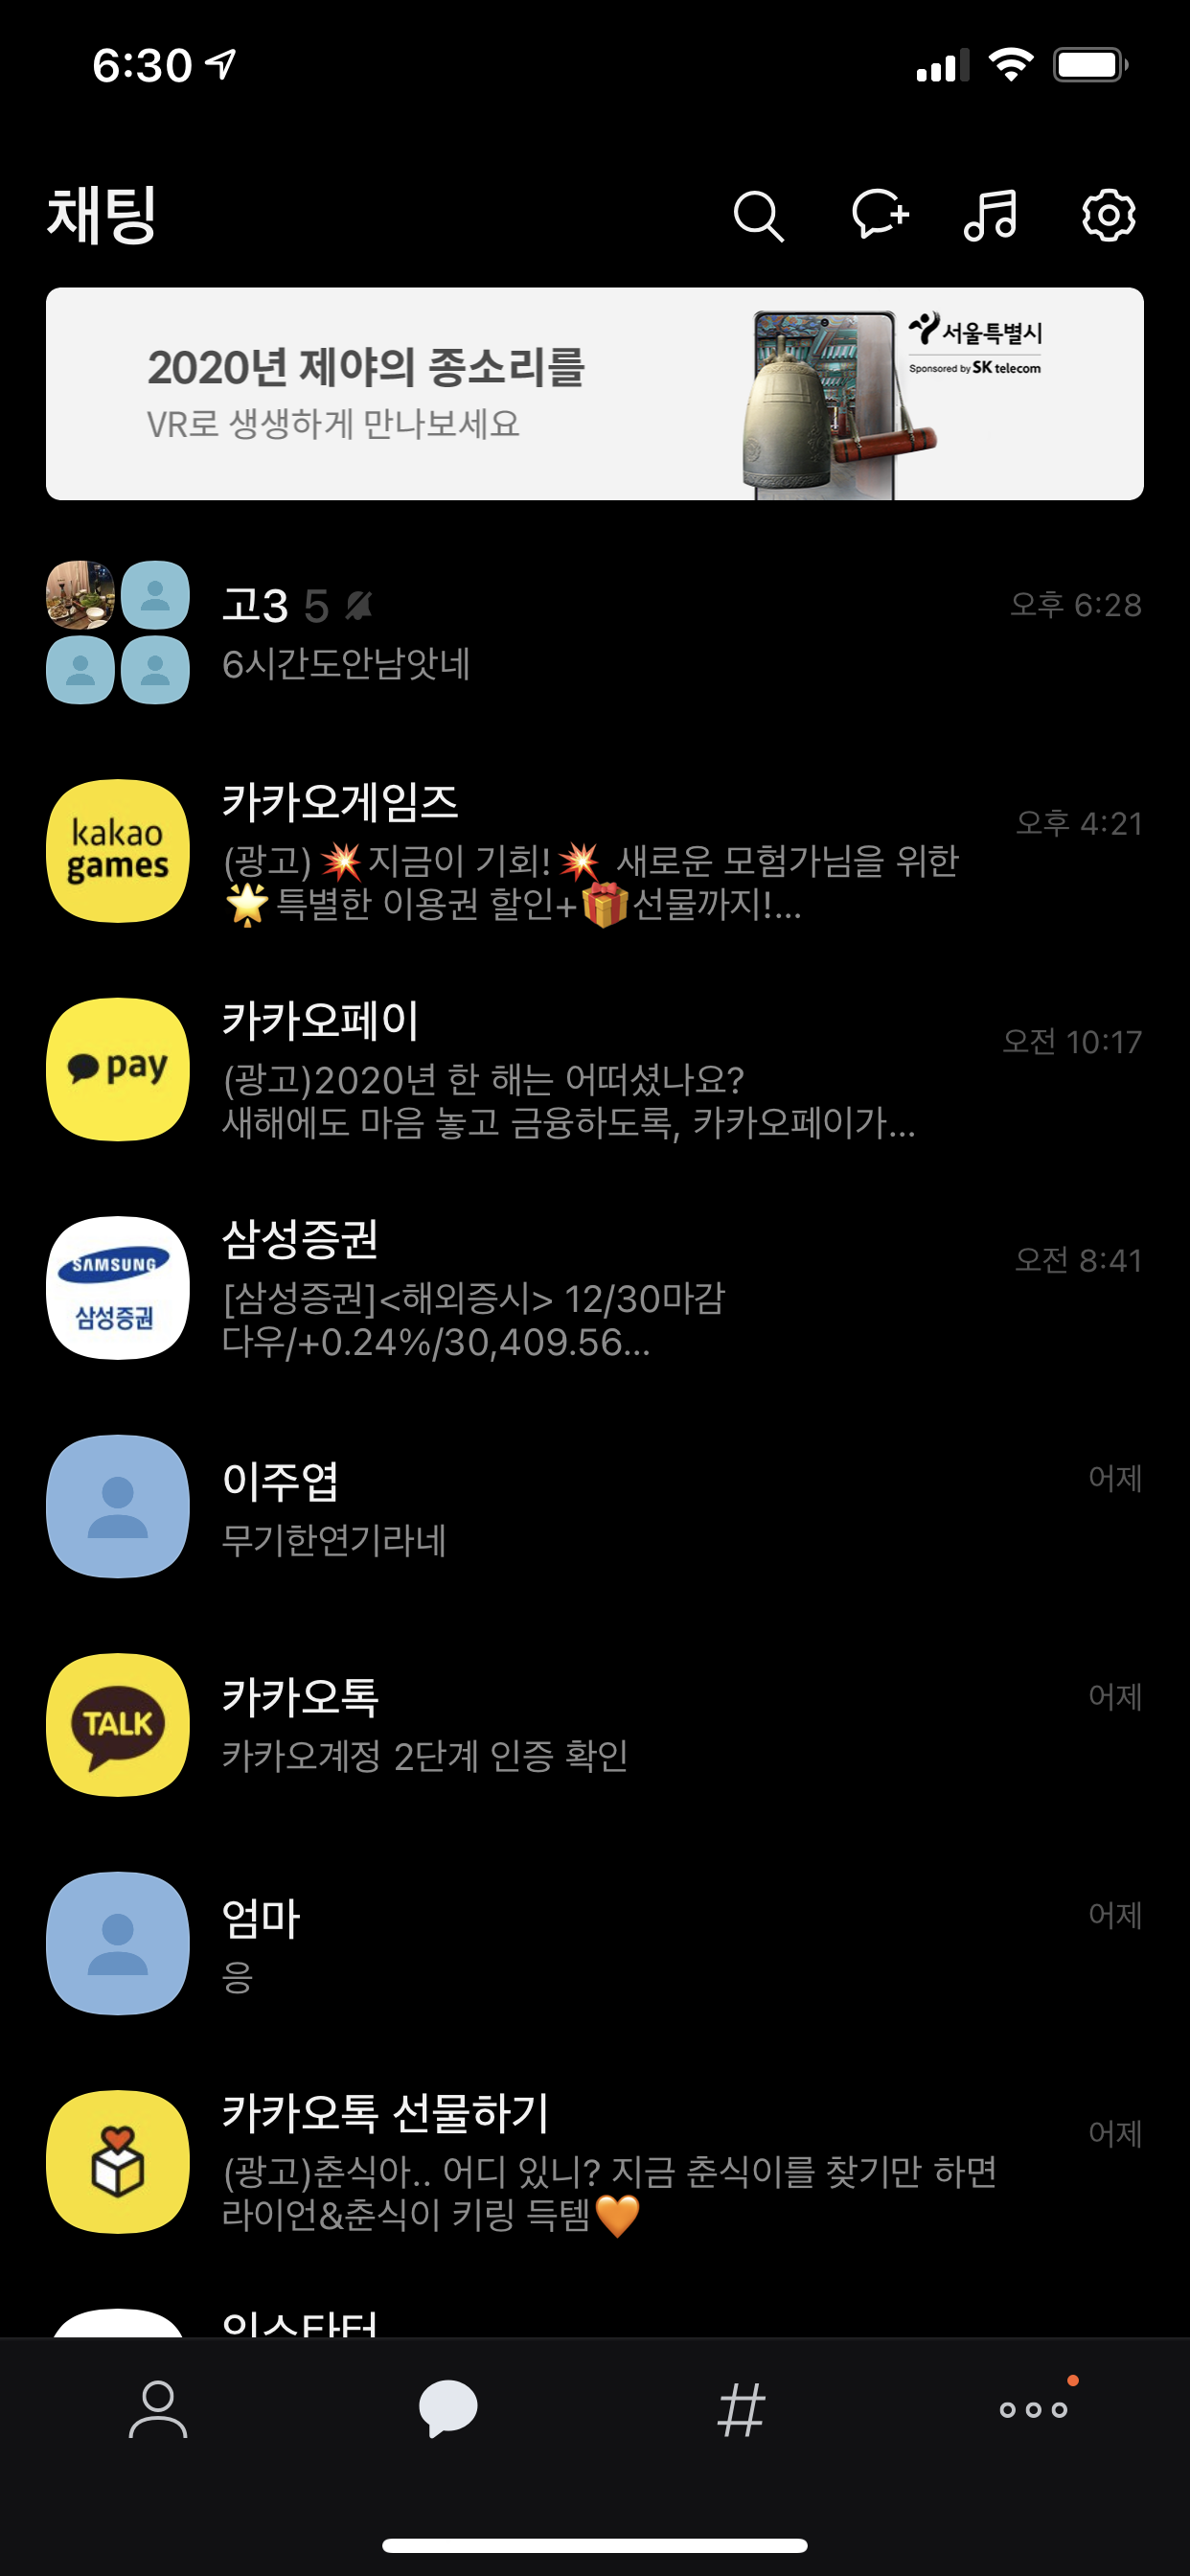 6:30
채팅
2020년 제야의 종소리를
VR로 생생하게 만나보세요
서울특별시
Sponsored by SK telecom
고3 5
오후 6:28
6시간도안남앗네
kakao
games
카카오게임즈
오후 4:21
(광고)💥지금이 기회!💥 새로운 모험가님을 위한
🌟특별한 이용권 할인+🎁선물까지!...
pay
카카오페이
오전 10:17
(광고)2020년 한 해는 어떠셨나요?
새해에도 마음 놓고 금융하도록, 카카오페이가...
SAMSUNG
삼성증권
삼성증권
오전 8:41
[삼성증권]<해외증시> 12/30마감
다우/+0.24%/30,409.56...
이주엽
어제
무기한연기라네
TALK
카카오톡
어제
카카오계정 2단계 인증 확인
엄마
어제
응
카카오톡 선물하기
어제
(광고)춘식아.. 어디 있니? 지금 춘식이를 찾기만 하면
라이언&춘식이 키링 득템🧡